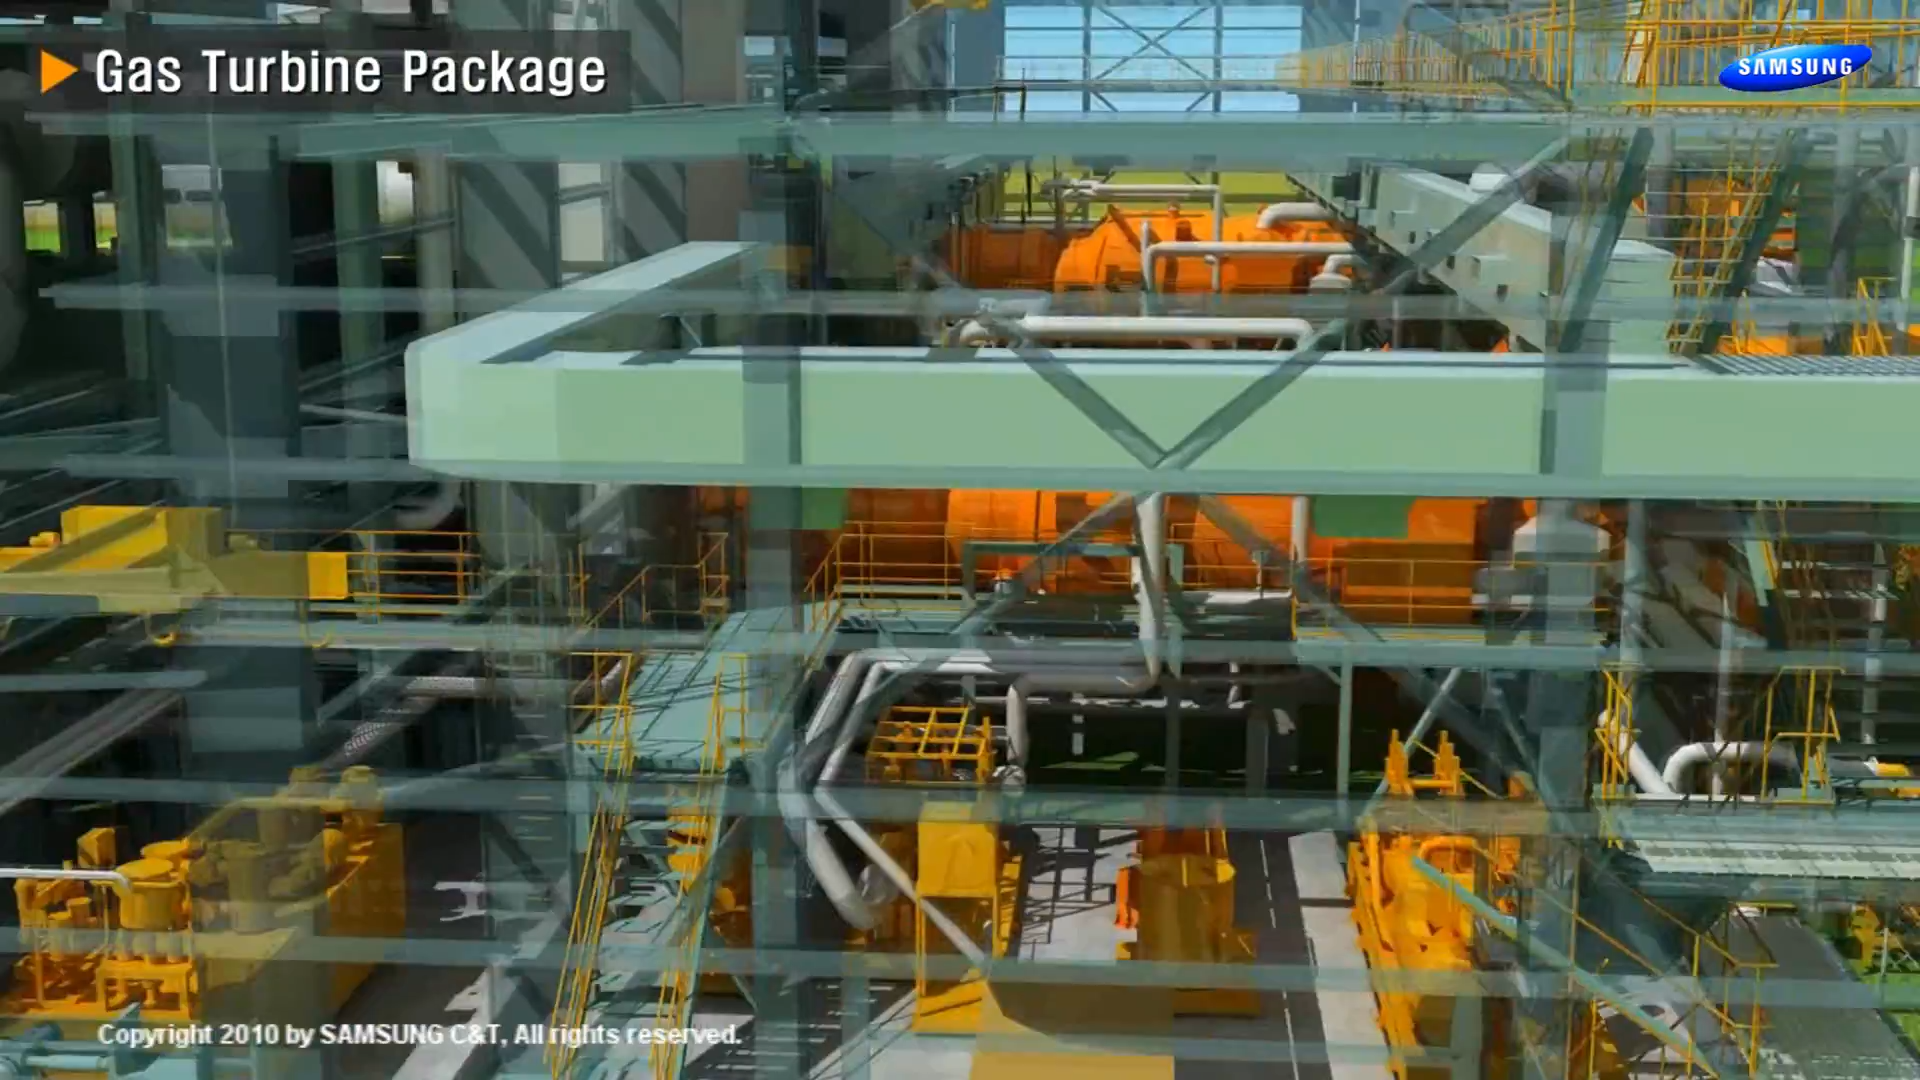 Gas Turbine Package
SAMSUNG
Copyright 2010 by SAMSUNG C&T, All rights reserved.